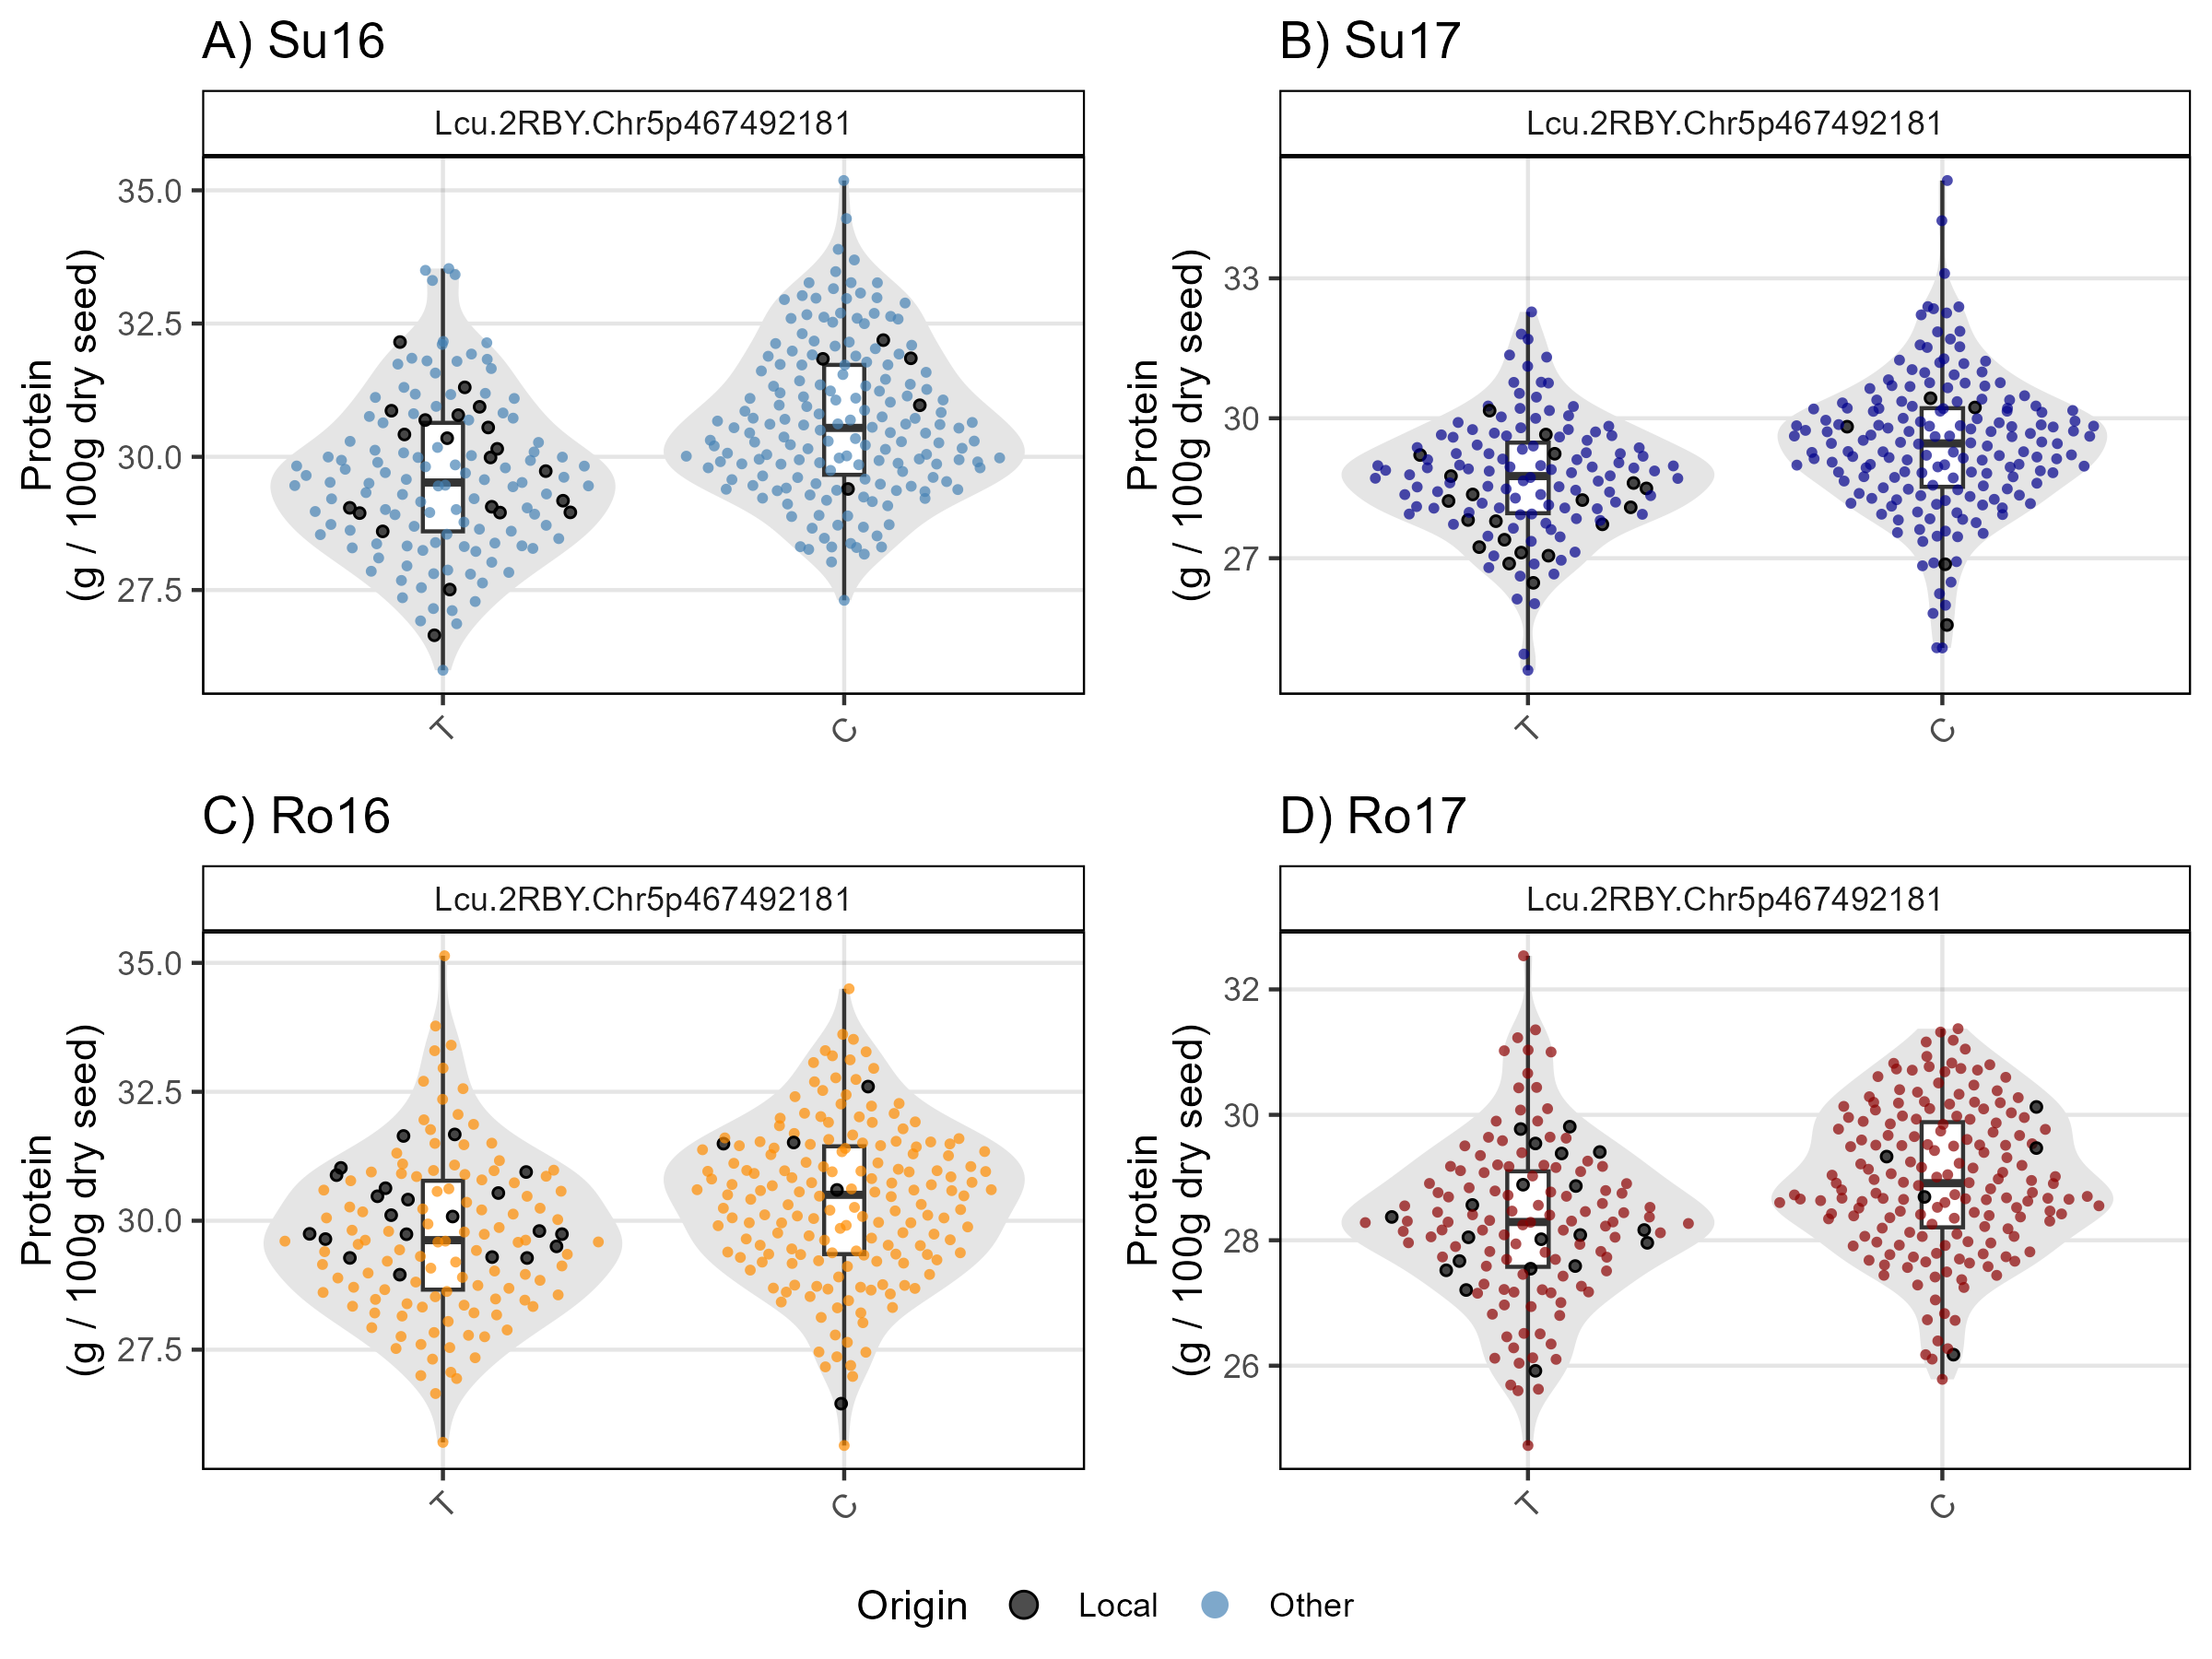 A) Su16
Lcu.2RBY.Chr5p467492181
Protein
(g / 100g dry seed)
35.0
32.5
30.0
27.5
T
C
B) Su17
Lcu.2RBY.Chr5p467492181
Protein
(g / 100g dry seed)
33
30
27
T
C
C) Ro16
Lcu.2RBY.Chr5p467492181
Protein
(g / 100g dry seed)
35.0
32.5
30.0
27.5
T
C
D) Ro17
Lcu.2RBY.Chr5p467492181
Protein
(g / 100g dry seed)
32
30
28
26
T
C
Origin Local Other